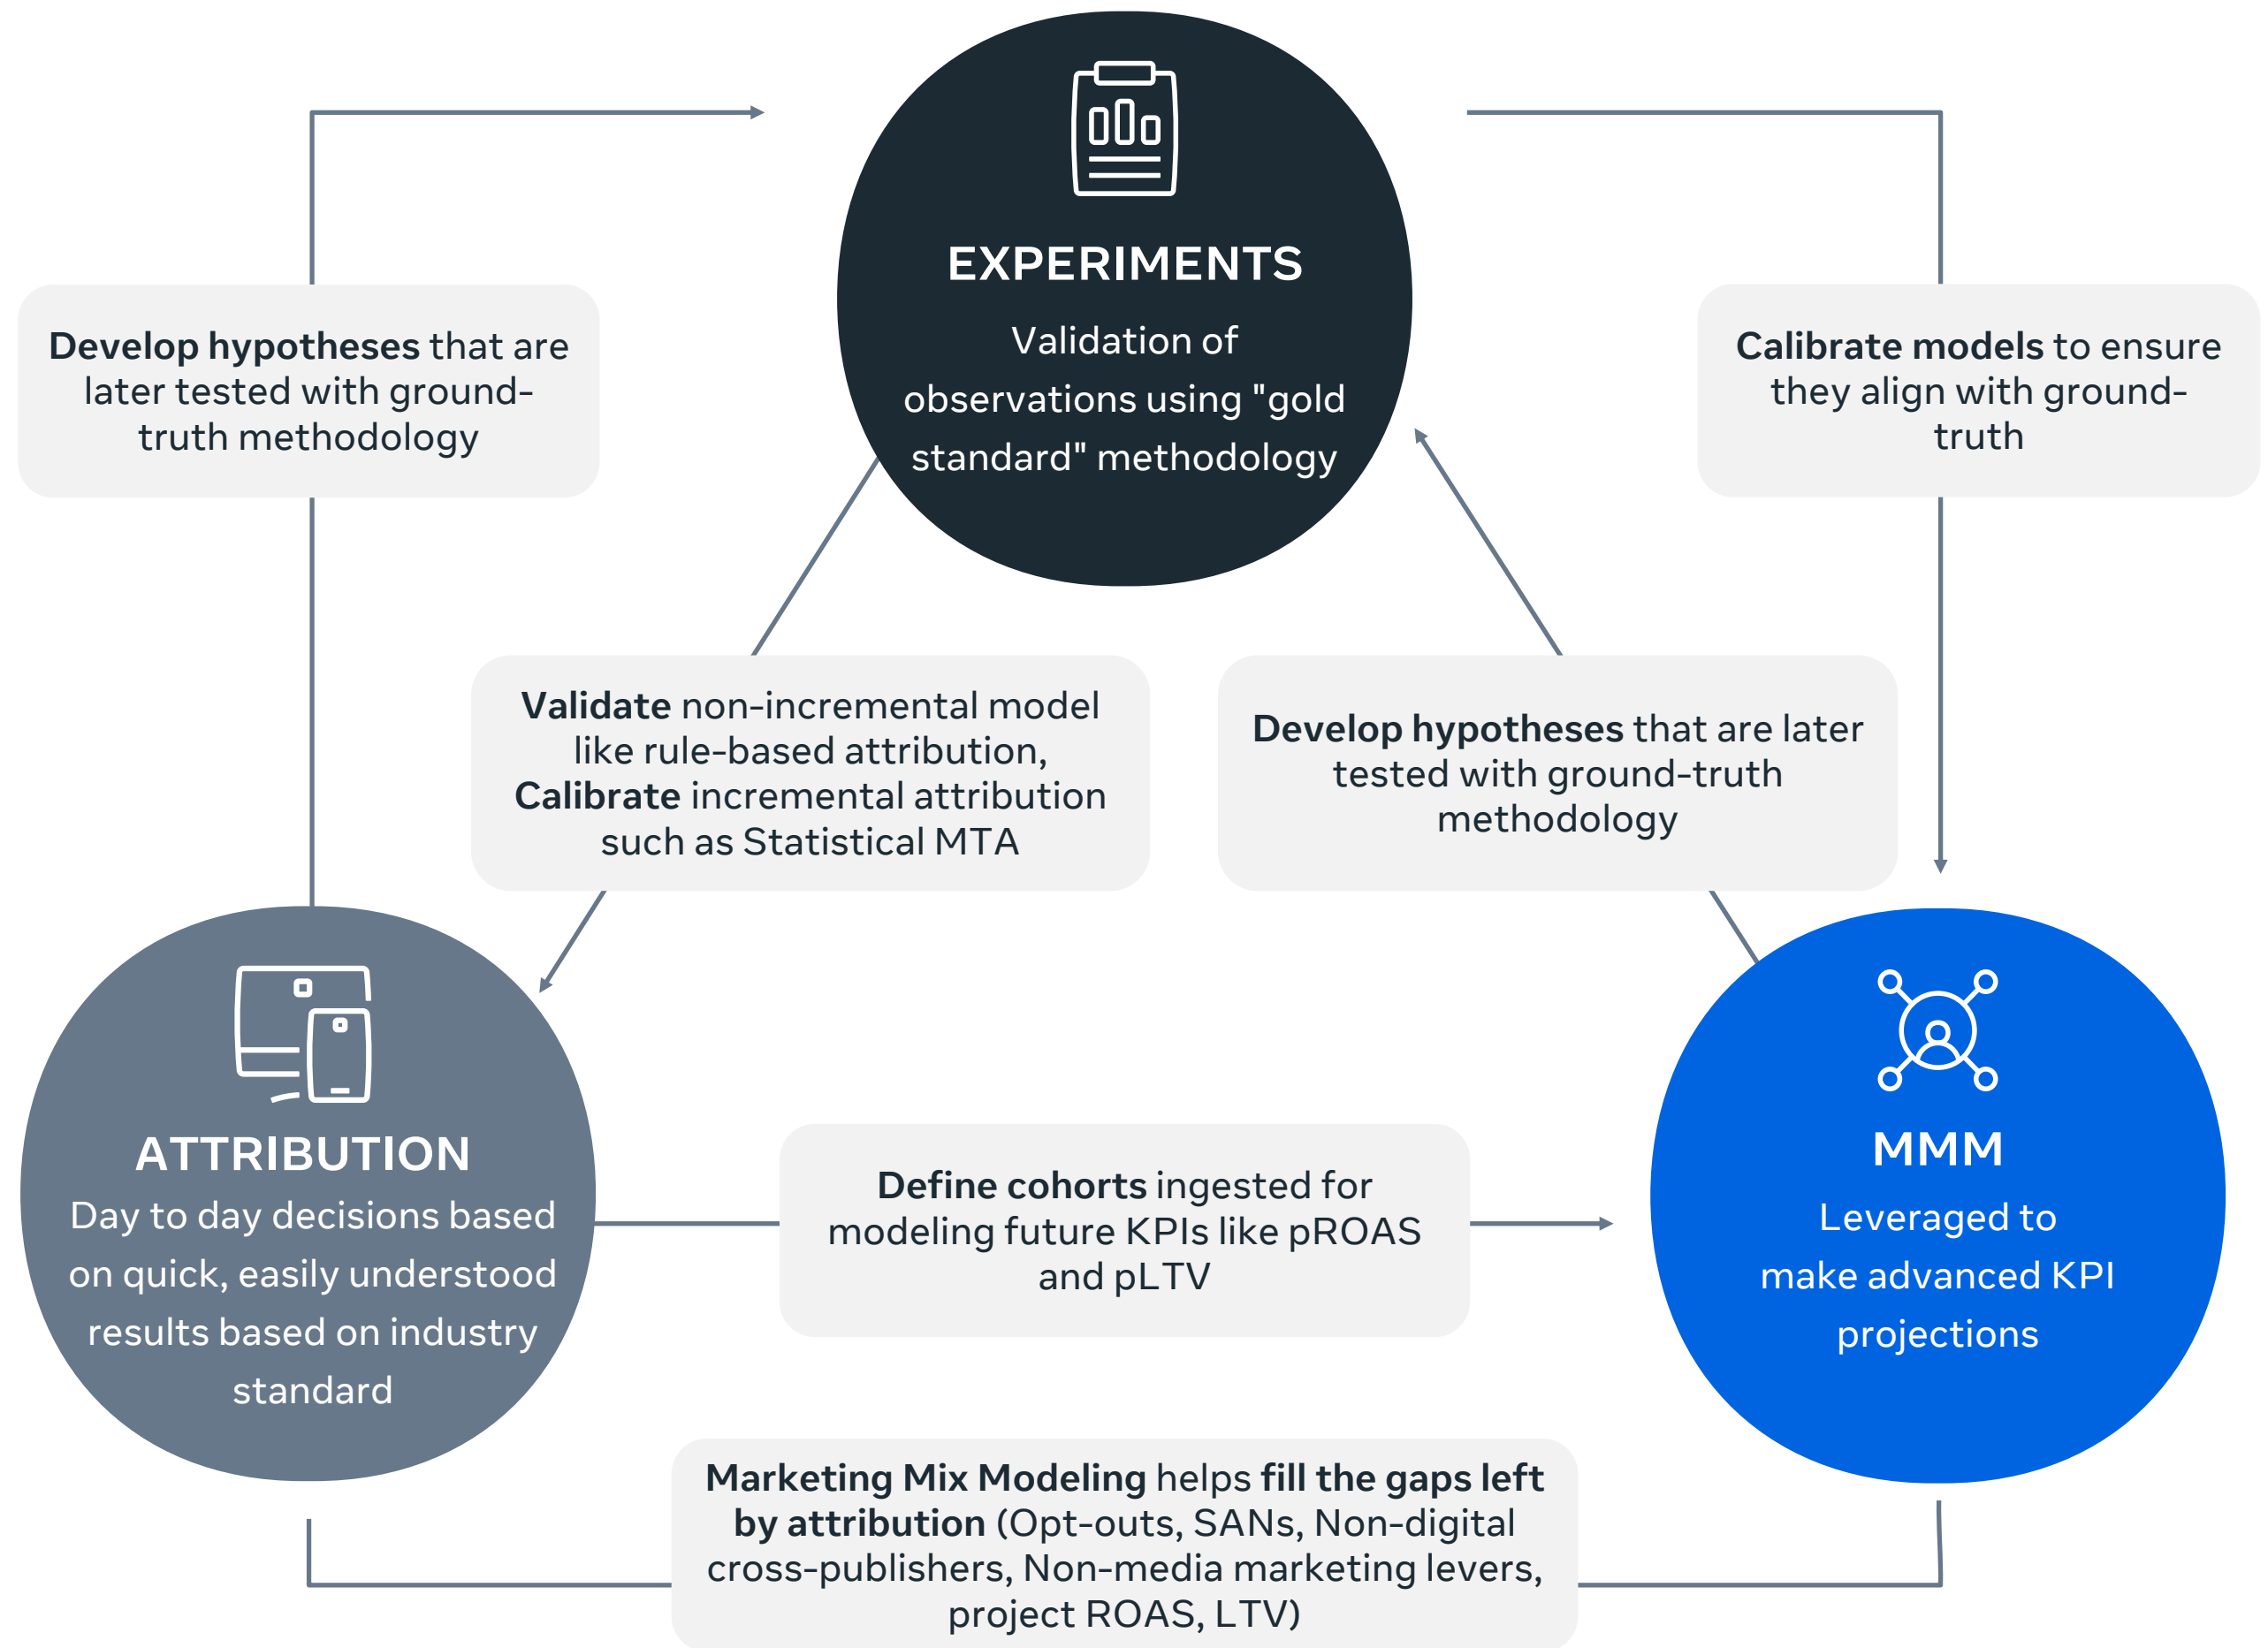 EXPERIMENTS
Validation of
observations using "gold
standard" methodology
Develop hypotheses that are
later tested with ground-
truth methodology
Calibrate models to ensure
they align with ground-
truth
Validate non-incremental model
like rule-based attribution,
Calibrate incremental attribution
such as Statistical MTA
Develop hypotheses that are later
tested with ground-truth
methodology
ATTRIBUTION
Day to day decisions based
on quick, easily understood
results based on industry
standard
Define cohorts ingested for
modeling future KPIs like pROAS
and pLTV
MMM
Leveraged to
make advanced KPI
projections
Marketing Mix Modeling helps fill the gaps left
by attribution (Opt-outs, SANs, Non-digital
cross-publishers, Non-media marketing levers,
project ROAS, LTV)